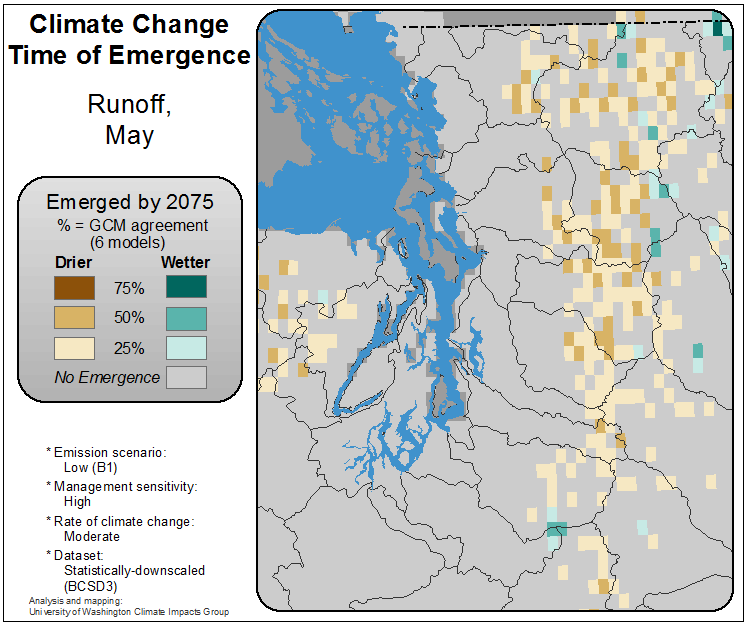 Climate Change
Time of Emergence
Runoff,
May
Emerged by 2075
% = GCM agreement
(6 models)
Drier Wetter
75%
50%
25%
No Emergence
* Emission scenario:
Low (B1)
* Management sensitivity:
High
* Rate of climate change:
Moderate
* Dataset:
Statistically-downscaled
(BCSD3)
Analysis and mapping:
University of Washington Climate Impacts Group